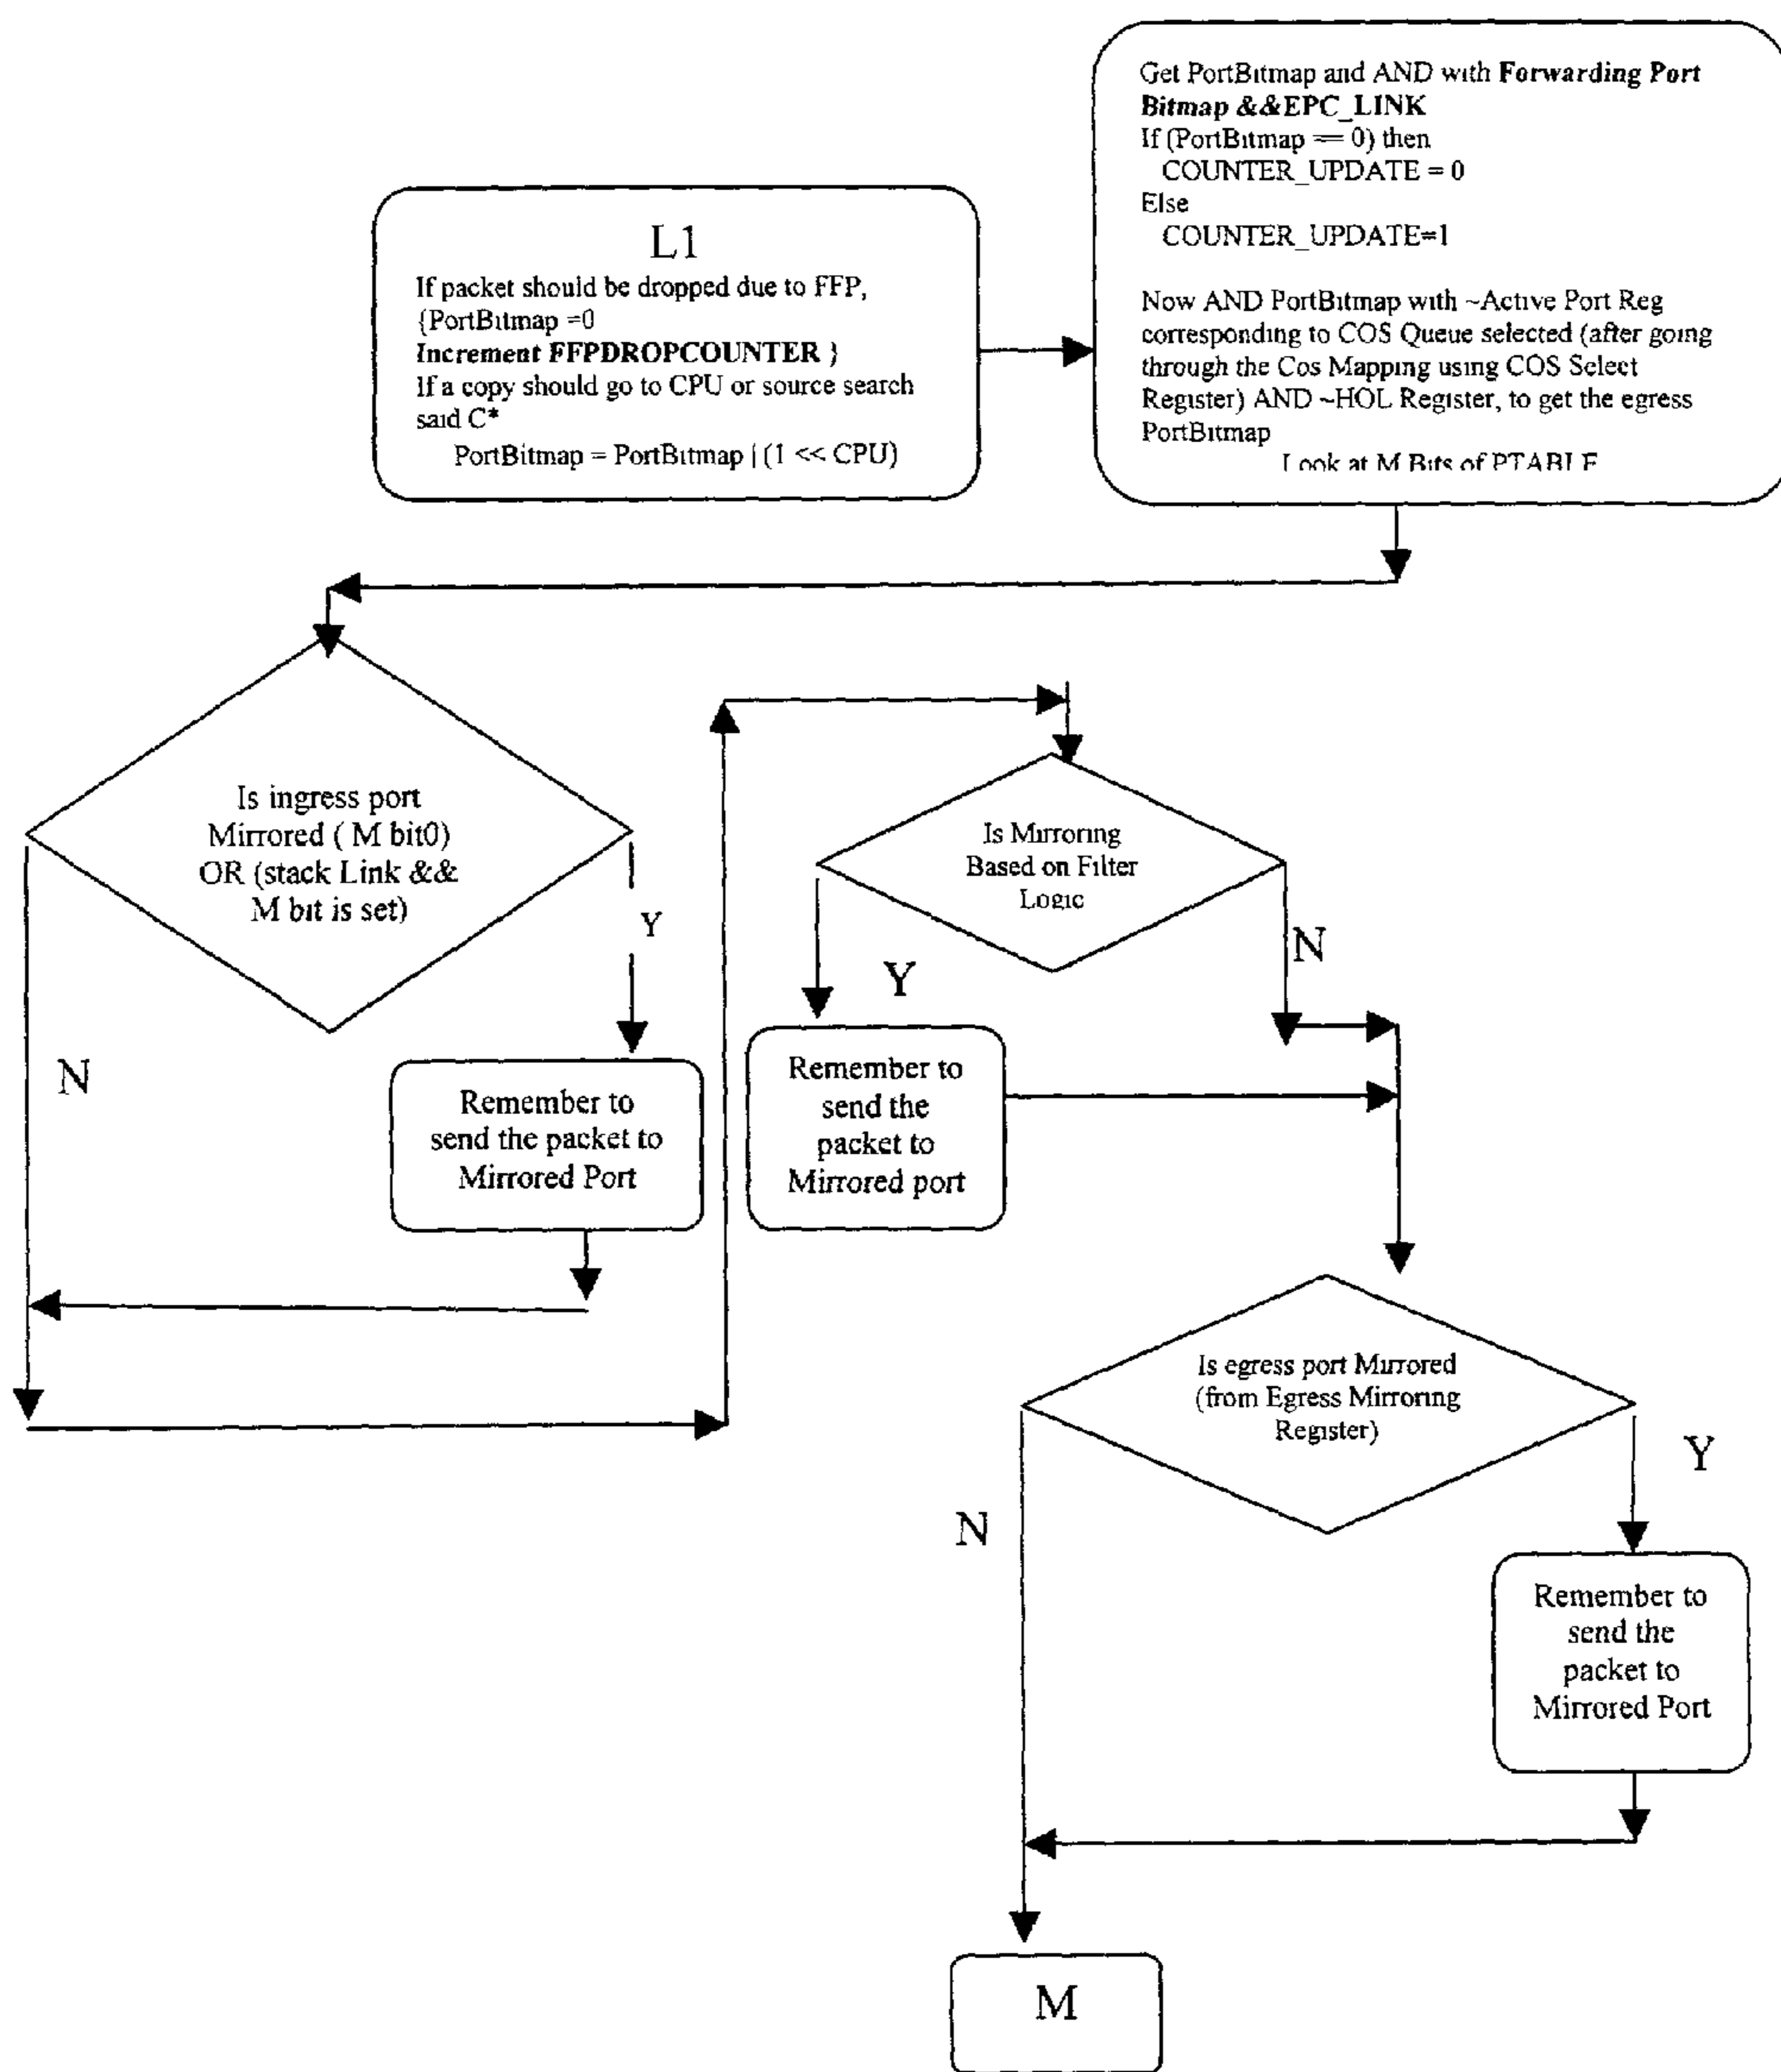 L1
If packet should be dropped due to FFP,
{PortBitmap =0
Increment FFPDROPCOUNTER }
If a copy should go to CPU or source search
said C*
PortBitmap = PortBitmap | (1 << CPU)
Get PortBitmap and AND with Forwarding Port
Bitmap &&EPC_LINK
If (PortBitmap == 0) then
COUNTER_UPDATE = 0
Else
COUNTER_UPDATE=1
Now AND PortBitmap with ~Active Port Reg
corresponding to COS Queue selected (after going
through the Cos Mapping using COS Select
Register) AND ~HOL Register, to get the egress
PortBitmap
Look at M Bits of PTABLE
Is ingress port
Mirrored ( M bit0)
OR (stack Link &&
M bit is set)
Y
N
Remember to
send the packet to
Mirrored Port
Is Mirroring
Based on Filter
Logic
Y
N
Remember to
send the
packet to
Mirrored port
Is egress port Mirrored
(from Egress Mirroring
Register)
Y
N
Remember to
send the
packet to
Mirrored Port
M